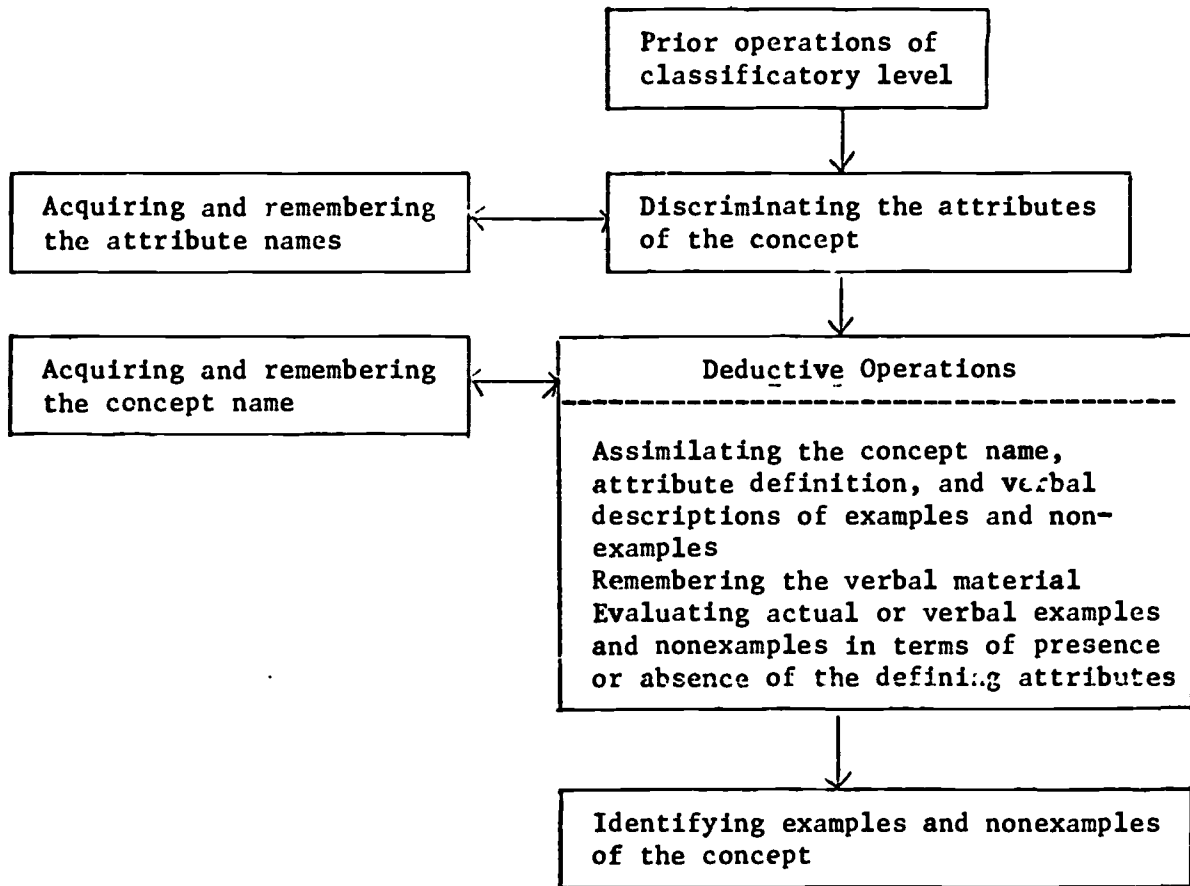 Prior operations of
classificatory level
Acquiring and remembering
the attribute names
Discriminating the attributes
of the concept
Acquiring and remembering
the concept name
Deductive Operations
Assimilating the concept name,
attribute definition, and verbal
descriptions of examples and non-
examples
Remembering the verbal material
Evaluating actual or verbal examples
and nonexamples in terms of presence
or absence of the defining attributes
Identifying examples and nonexamples
of the concept